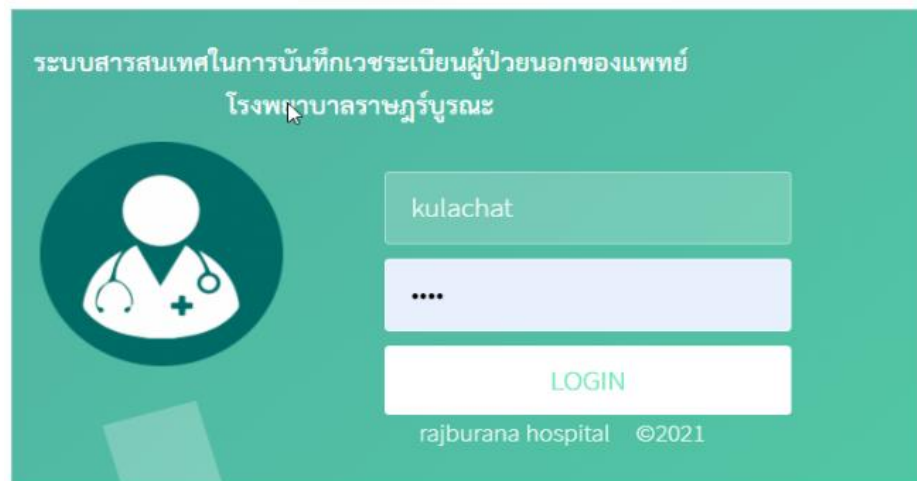 ระบบสารสนเทศในการบันทึกเวชระเบียนผู้ป่วยนอกของแพทย์
โรงพยาบาลราษฎร์บูรณะ
kulachat
••••
LOGIN
rajburana hospital ©2021